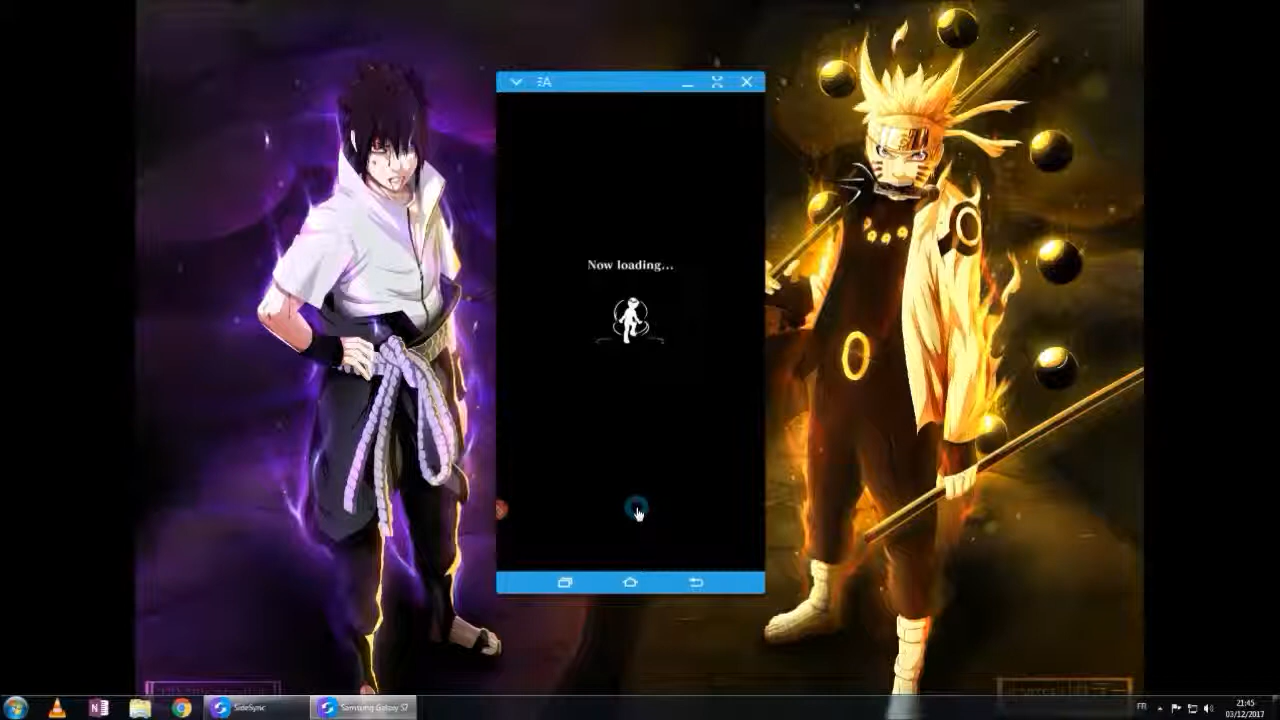 Now loading...
SideSync
Samsung Galaxy S7
FR
21:45
03/12/2017